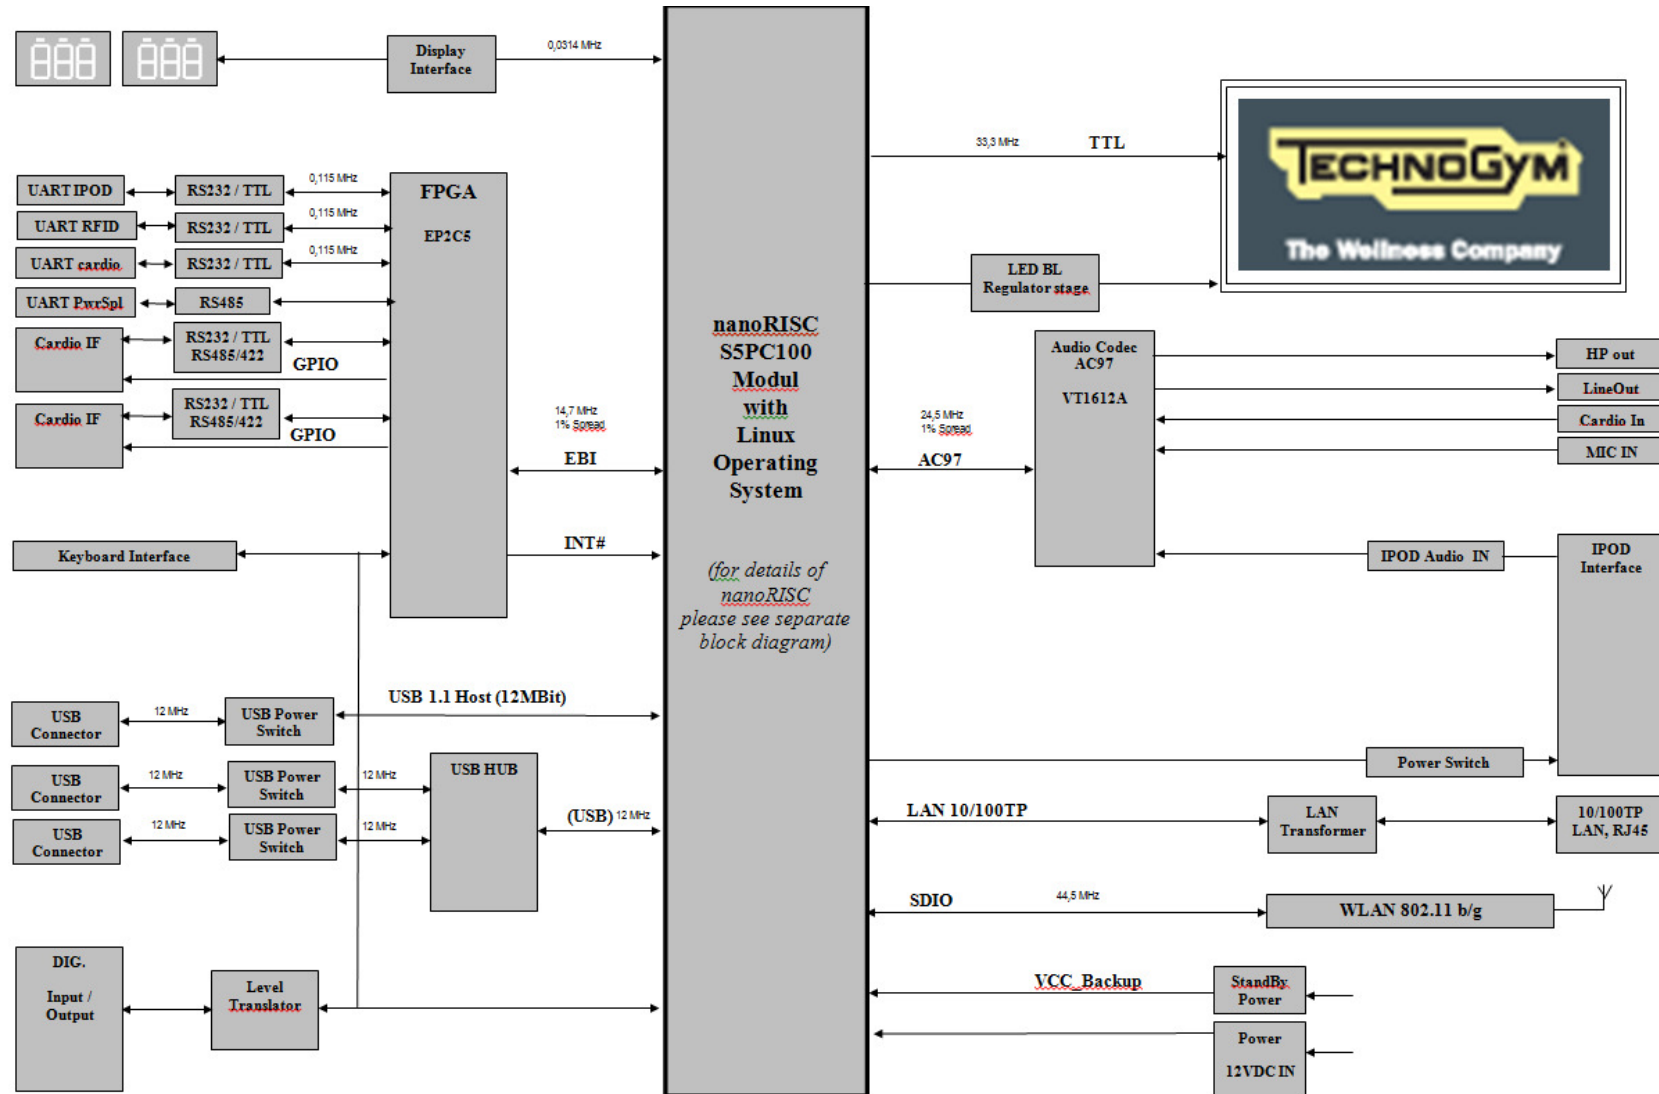 888
888
Display
Interface
0,0314 MHz
33,3 MHz
TTL
TECHNOGYM
The Wellness Company
UART IPOD
RS232 / TTL
0,115 MHz
UART RFID
RS232 / TTL
0,115 MHz
UART cardio
RS232 / TTL
0,115 MHz
UART PwrSpl
RS485
Cardio IF
RS232 / TTL
RS485/422
GPIO
Cardio IF
RS232 / TTL
RS485/422
GPIO
FPGA
EP2C5
14,7 MHz
1% Spread
EBI
INT#
Keyboard Interface
nanoRISC
S5PC100
Modul
with
Linux
Operating
System
(for details of
nanoRISC
please see separate
block diagram)
LED BL
Regulator stage
Audio Codec
AC97
VT1612A
24,5 MHz
1% Spread
AC97
HP out
LineOut
Cardio In
MIC IN
IPOD Audio IN
IPOD
Interface
Power Switch
USB 1.1 Host (12MBit)
USB
Connector
12 MHz
USB Power
Switch
USB
Connector
12 MHz
USB Power
Switch
12 MHz
USB
Connector
12 MHz
USB Power
Switch
12 MHz
USB HUB
(USB) 12 MHz
LAN 10/100TP
LAN
Transformer
10/100TP
LAN, RJ45
SDIO
44,5 MHz
WLAN 802.11 b/g
DIG.
Input /
Output
Level
Translator
VCC_Backup
StandBy
Power
Power
12VDC IN